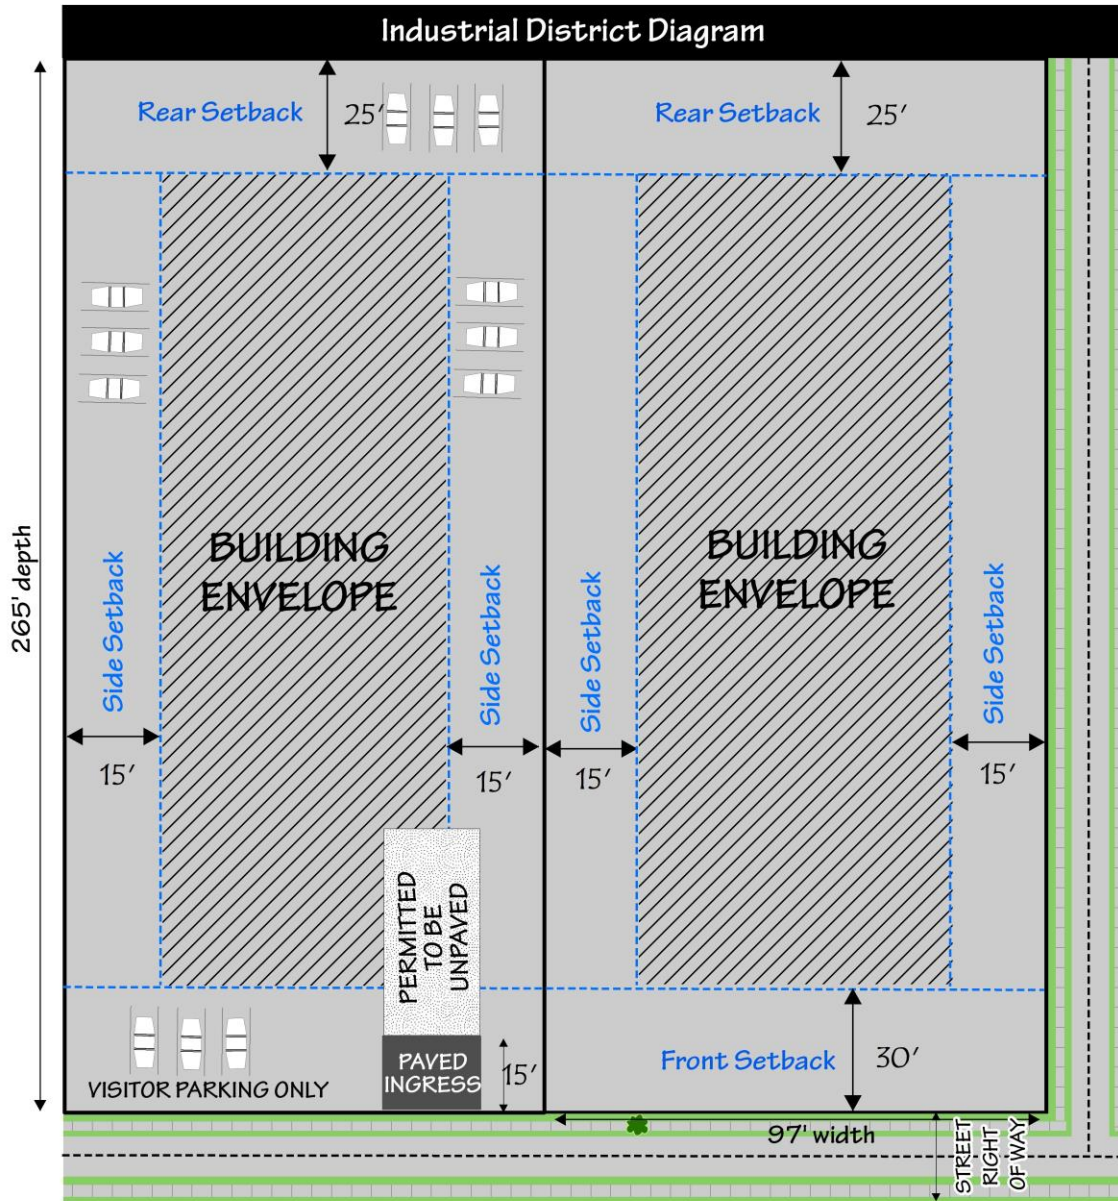 Industrial District Diagram
Rear Setback
25'
Rear Setback
25'
265' depth
BUILDING
ENVELOPE
BUILDING
ENVELOPE
Side Setback
Side Setback
Side Setback
Side Setback
15'
15'
15'
15'
PERMITTED
TO BE
UNPAVED
PAVED
INGRESS
15'
VISITOR PARKING ONLY
Front Setback
30'
97' width
STREET
RIGHT
OF WAY